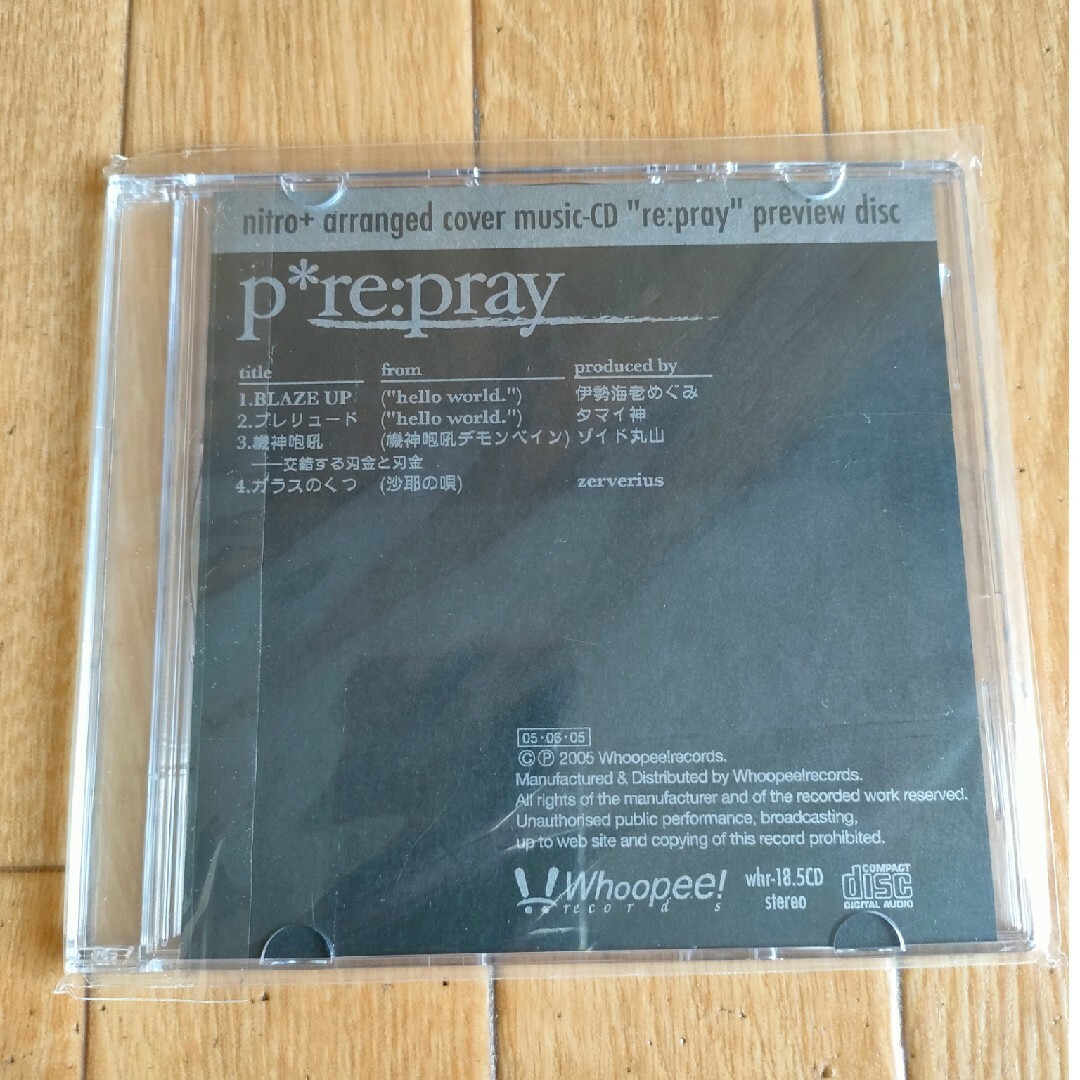 nitro+ arranged cover music-CD "re:pray" preview disc
p*re:pray
title from produced by
1.BLAZE UP ("hello world.") 伊勢海老めぐみ
2.プレリュード ("hello world.") タマイ神
3.機神咆吼 (機神咆吼デモンベイン) ゾイド丸山
──交錯する刃金と刃金
4.ガラスのくつ (沙耶の唄) zerverius
05・06・05
©℗ 2005 Whoopee!records.
Manufactured & Distributed by Whoopee!records.
All rights of the manufacturer and of the recorded work reserved.
Unauthorised public performance, broadcasting,
up to web site and copying of this record prohibited.
Whoopee!
records
whr-18.5CD
stereo
COMPACT
disc
DIGITAL AUDIO